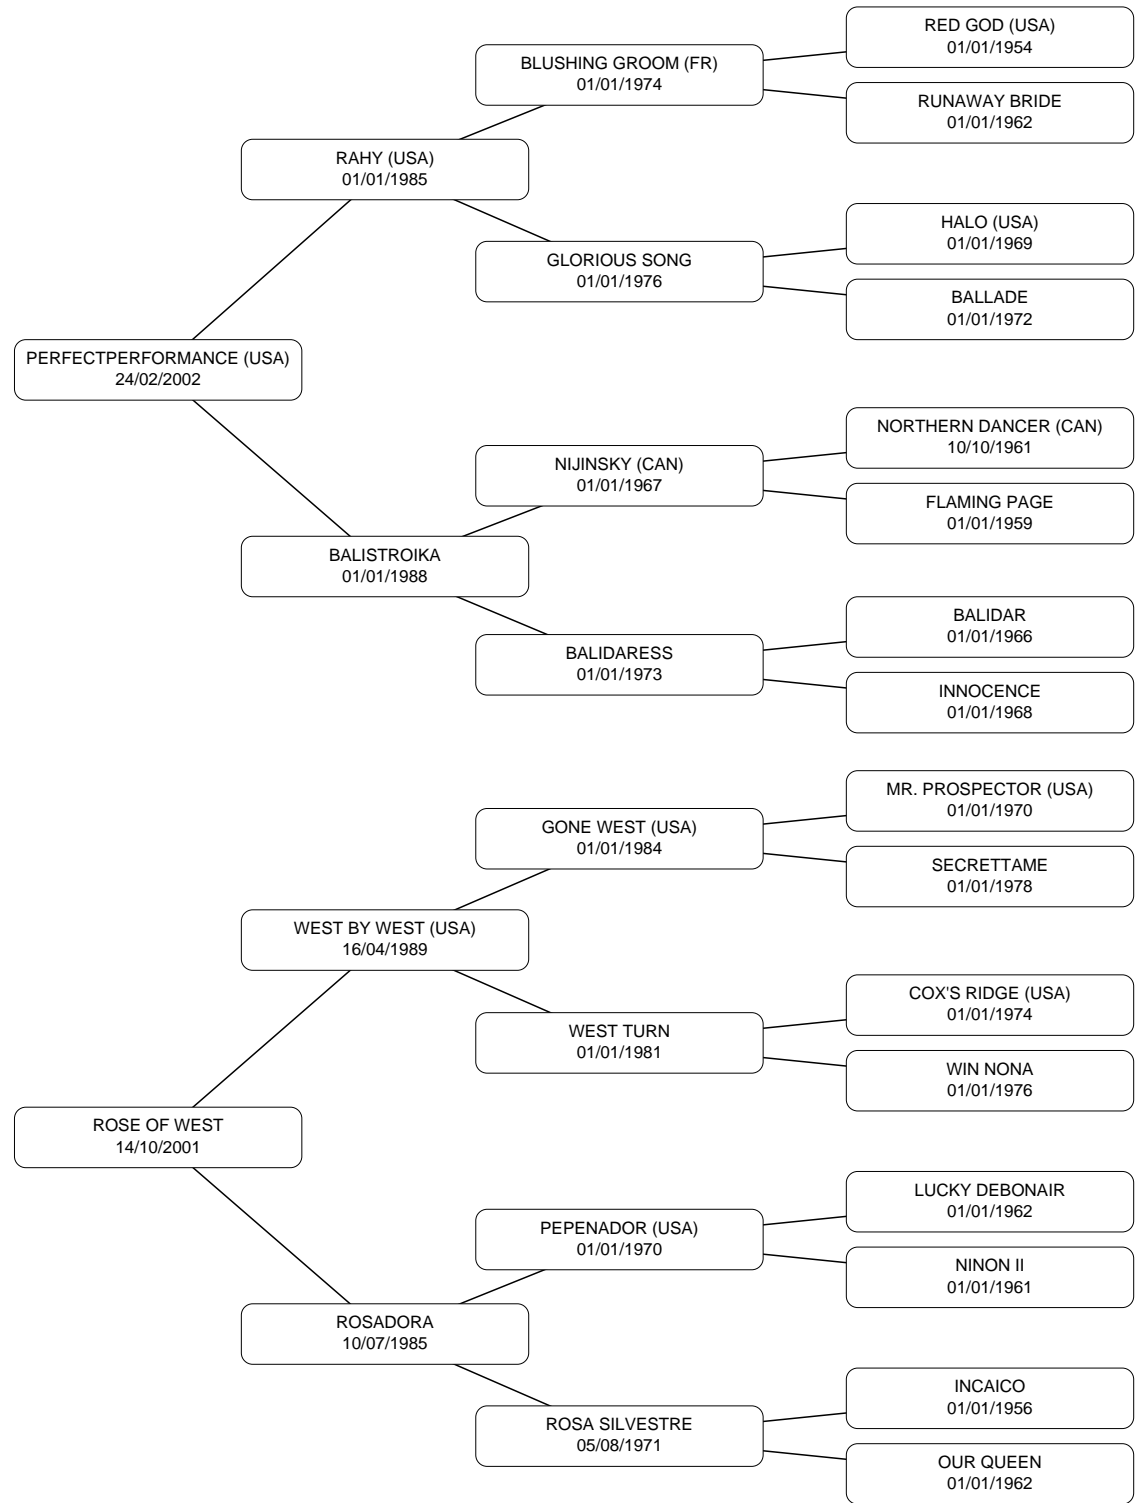 RED GOD (USA)
01/01/1954
BLUSHING GROOM (FR)
01/01/1974
RUNAWAY BRIDE
01/01/1962
RAHY (USA)
01/01/1985
HALO (USA)
01/01/1969
GLORIOUS SONG
01/01/1976
BALLADE
01/01/1972
PERFECTPERFORMANCE (USA)
24/02/2002
NORTHERN DANCER (CAN)
10/10/1961
NIJINSKY (CAN)
01/01/1967
FLAMING PAGE
01/01/1959
BALISTROIKA
01/01/1988
BALIDAR
01/01/1966
BALIDARESS
01/01/1973
INNOCENCE
01/01/1968
MR. PROSPECTOR (USA)
01/01/1970
GONE WEST (USA)
01/01/1984
SECRETTAME
01/01/1978
WEST BY WEST (USA)
16/04/1989
COX'S RIDGE (USA)
01/01/1974
WEST TURN
01/01/1981
WIN NONA
01/01/1976
ROSE OF WEST
14/10/2001
LUCKY DEBONAIR
01/01/1962
PEPENADOR (USA)
01/01/1970
NINON II
01/01/1961
ROSADORA
10/07/1985
INCAICO
01/01/1956
ROSA SILVESTRE
05/08/1971
OUR QUEEN
01/01/1962